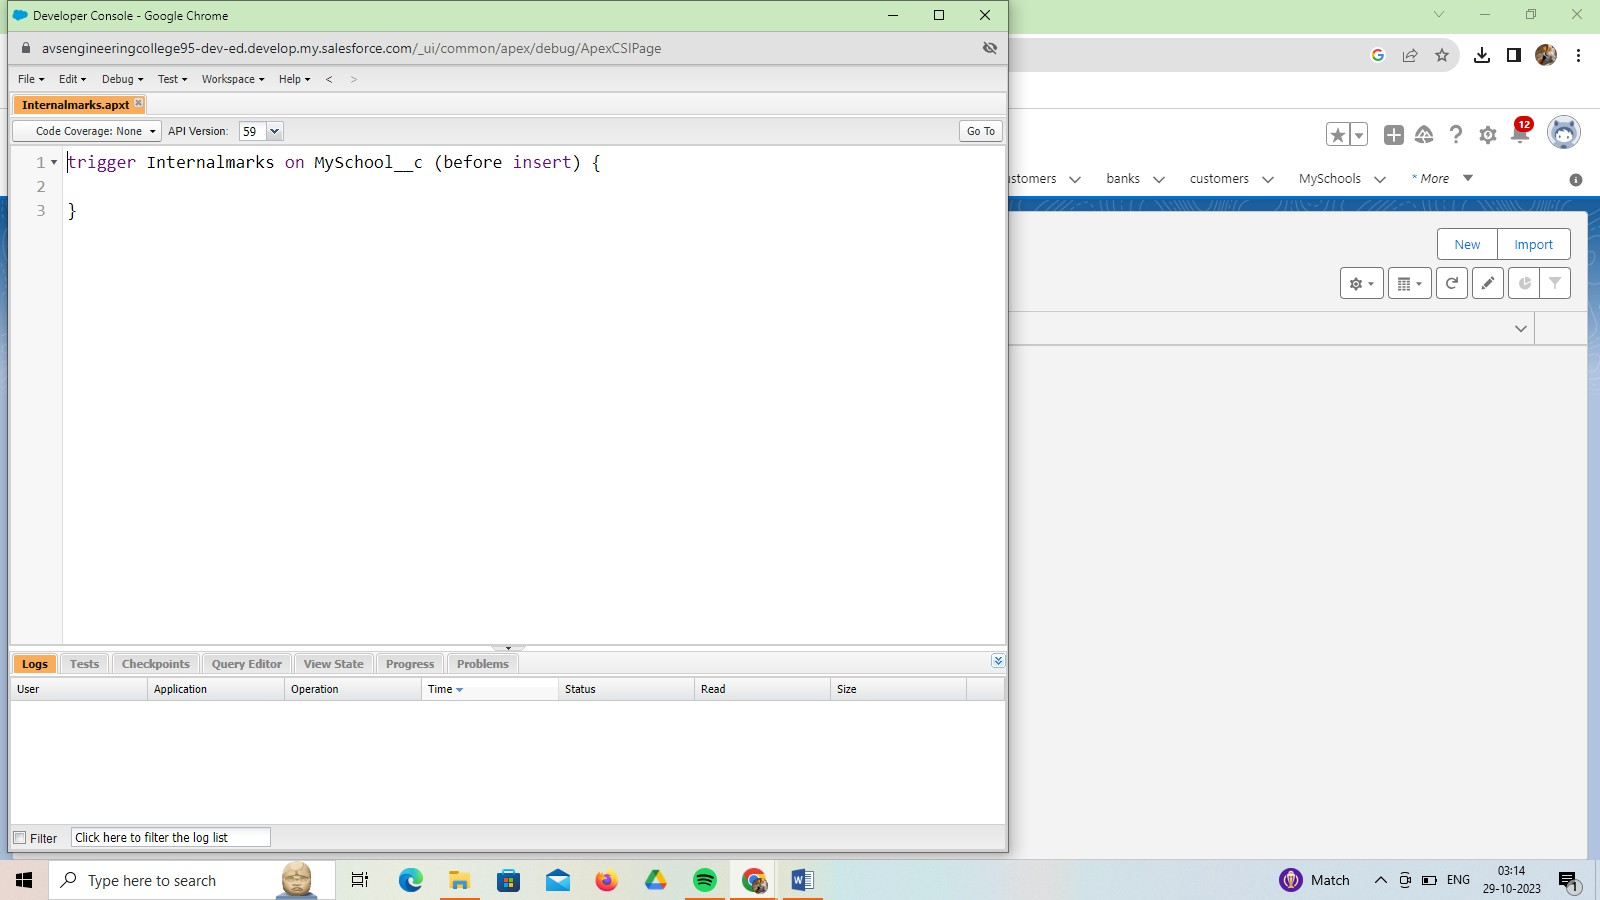 Developer Console - Google Chrome
avsengineeringcollege95-dev-ed.develop.my.salesforce.com/_ui/common/apex/debug/ApexCSIPage
File Edit Debug Test Workspace Help < >
Internalmarks.apxt
Code Coverage: None API Version: 59 Go To
1 trigger Internalmarks on MySchool__c (before insert) {
2
3 }
12
stomers banks customers MySchools * More
New Import
Logs Tests Checkpoints Query Editor View State Progress Problems
User Application Operation Time Status Read Size
Filter Click here to filter the log list
Type here to search
Match
ENG
03:14
29-10-2023
1